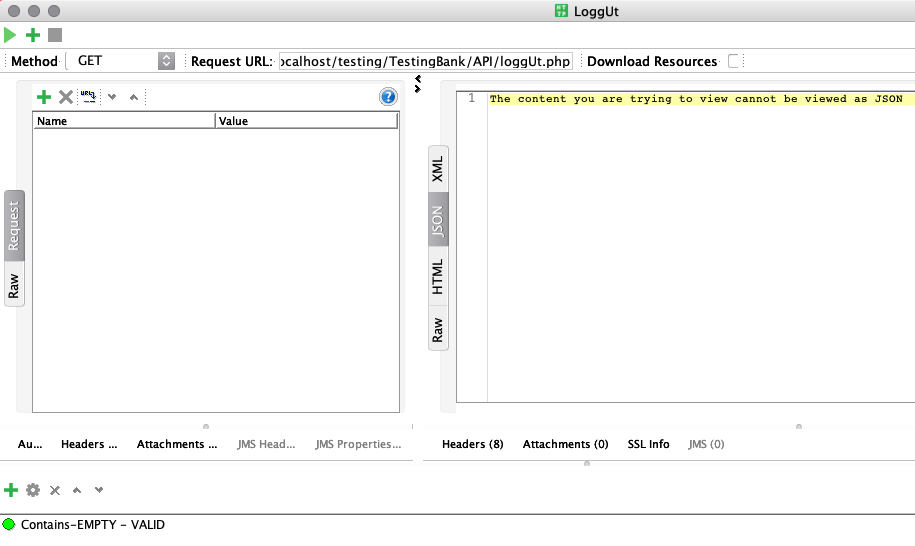 LoggUt
Method GET Request URL: ocalhost/testing/TestingBank/API/loggUt.php Download Resources
Name Value
Request
Raw
XML
JSON
HTML
Raw
1 The content you are trying to view cannot be viewed as JSON
Au... Headers ... Attachments ... JMS Head... JMS Properties...
Headers (8) Attachments (0) SSL Info JMS (0)
Contains-EMPTY - VALID